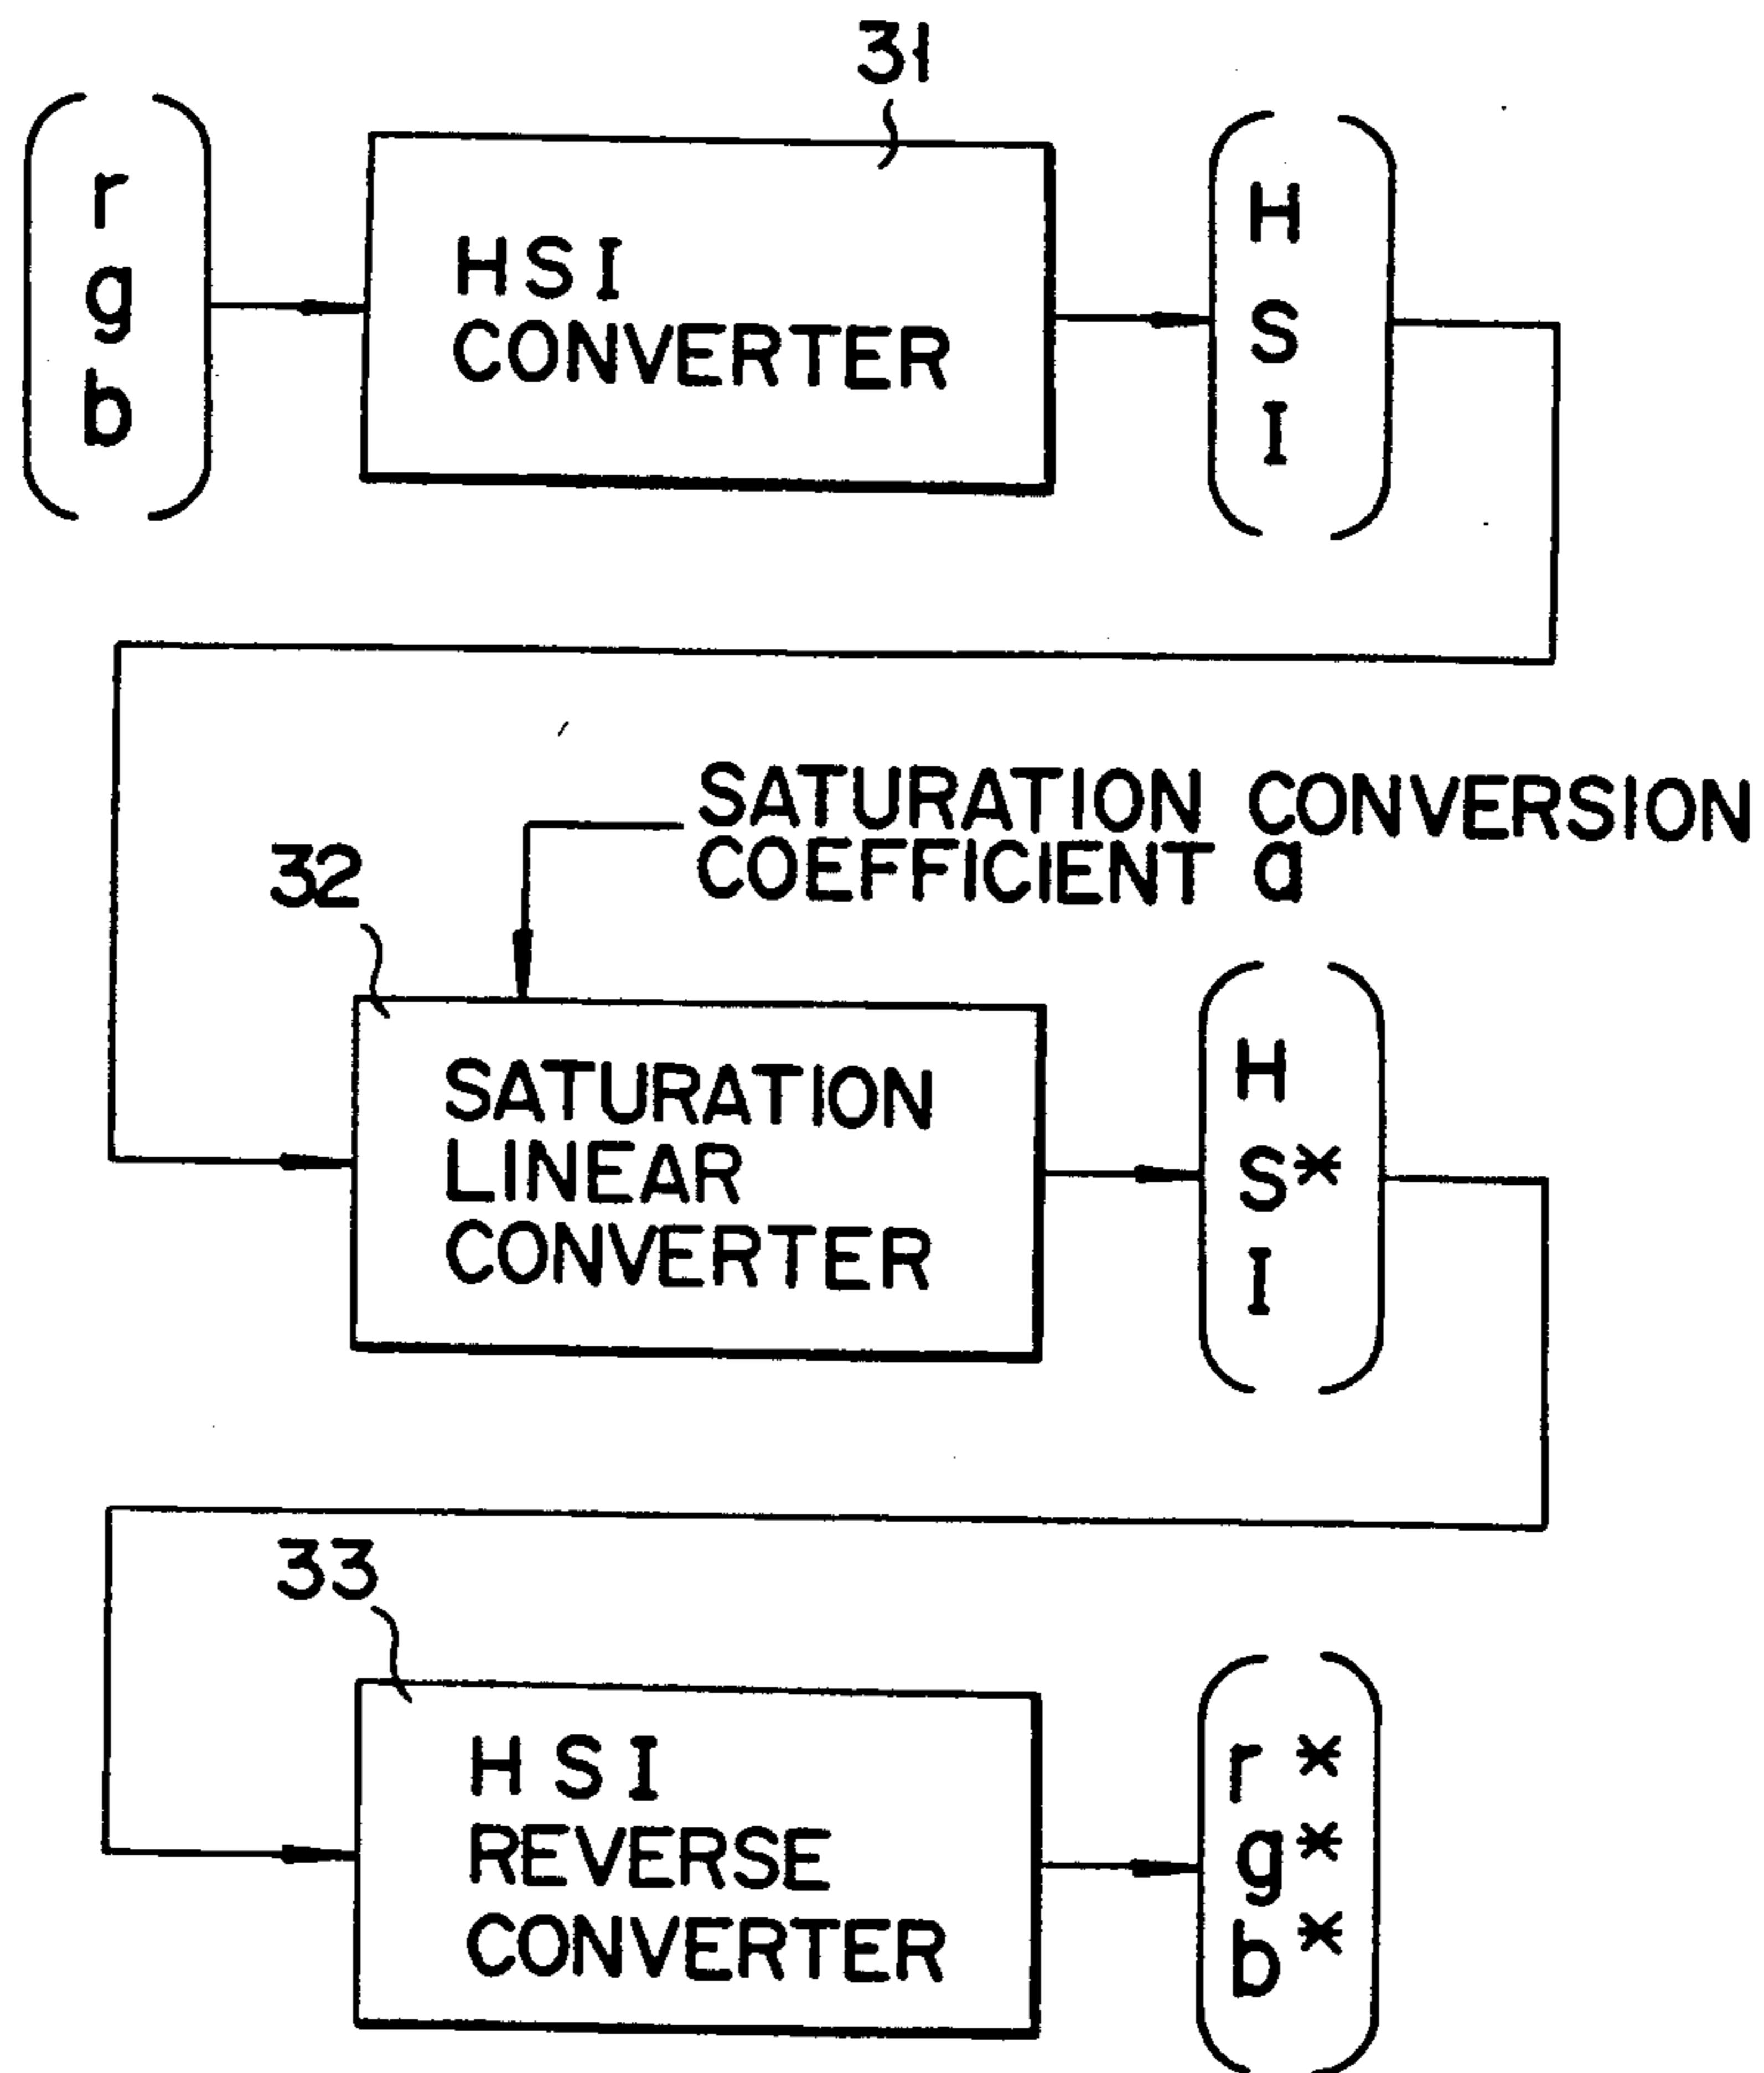 31
r
g
b
HSI
CONVERTER
H
S
I
SATURATION CONVERSION
COEFFICIENT a
32
SATURATION
LINEAR
CONVERTER
H
S*
I
33
HSI
REVERSE
CONVERTER
r*
g*
b*